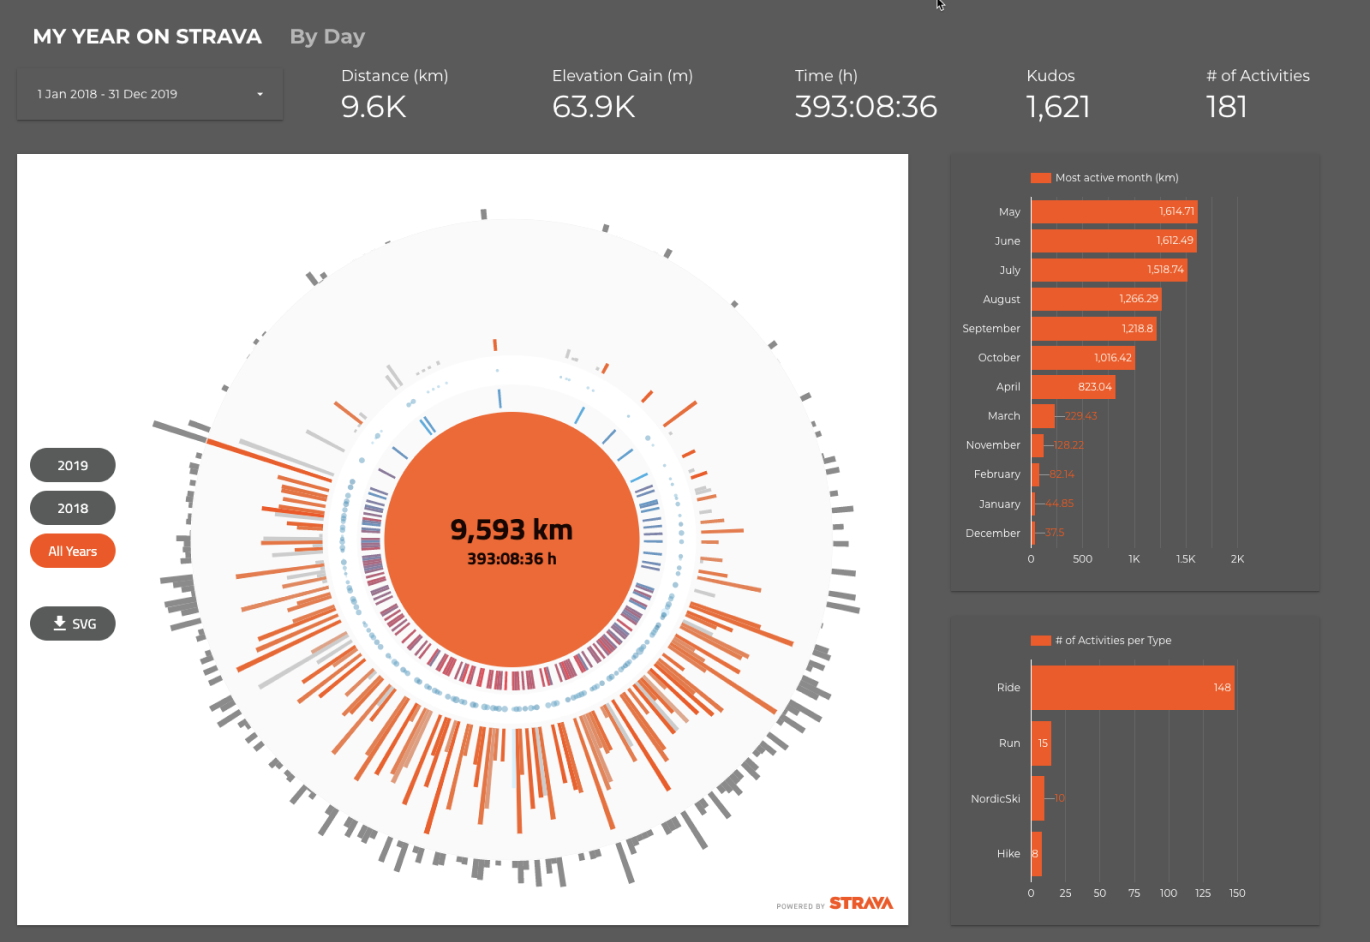 MY YEAR ON STRAVA By Day
1 Jan 2018 - 31 Dec 2019
Distance (km)
9.6K
Elevation Gain (m)
63.9K
Time (h)
393:08:36
Kudos
1,621
# of Activities
181
2019
2018
All Years
SVG
9,593 km
393:08:36 h
POWERED BY STRAVA
Most active month (km)
May 1,614.71
June 1,612.49
July 1,518.74
August 1,266.29
September 1,218.8
October 1,016.42
April 823.04
March 229.43
November 128.22
February 82.14
January 44.85
December 37.5
0 500 1K 1.5K 2K
# of Activities per Type
Ride 148
Run 15
NordicSki 10
Hike 8
0 25 50 75 100 125 150